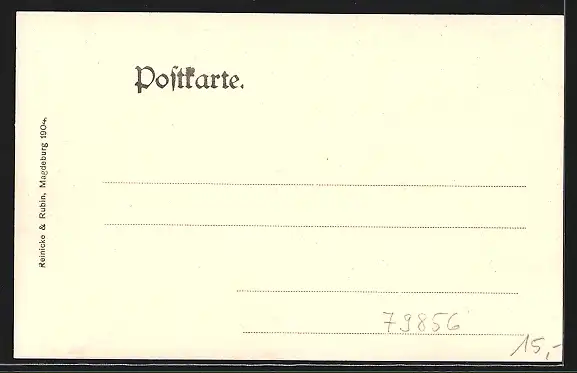 Postkarte.
Reinicke & Rubin, Magdeburg 1904.
79856
15,-